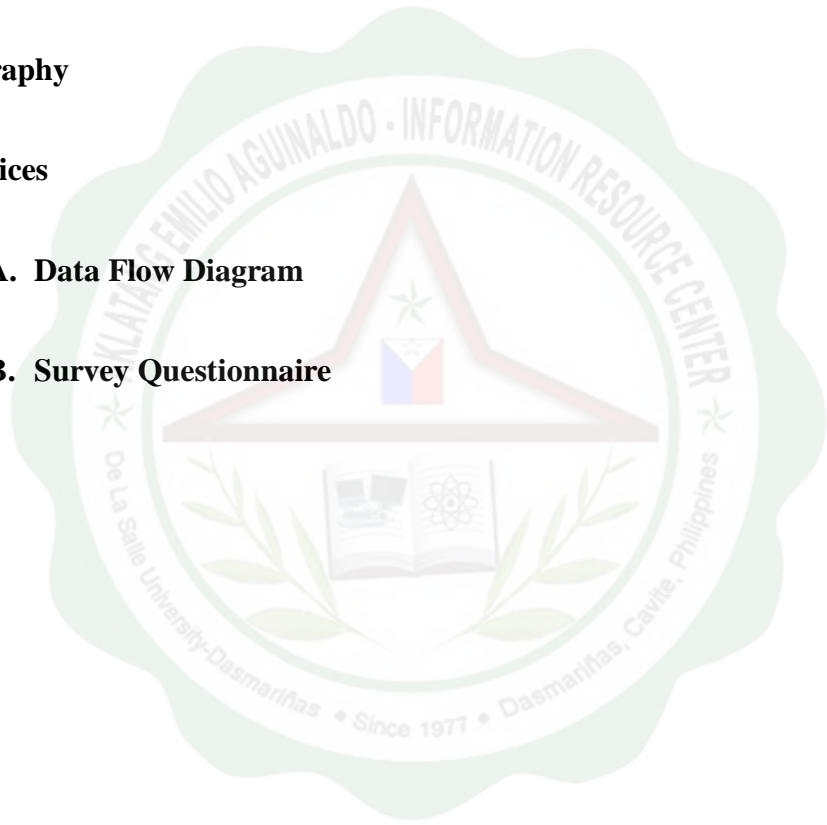 raphy
ices
A. Data Flow Diagram
B. Survey Questionnaire
KLATAG EMILIO AGUINALDO - INFORMATION RESOURCE CENTER
De La Salle University-Dasmariñas • Since 1977 • Dasmariñas, Cavite, Philippines